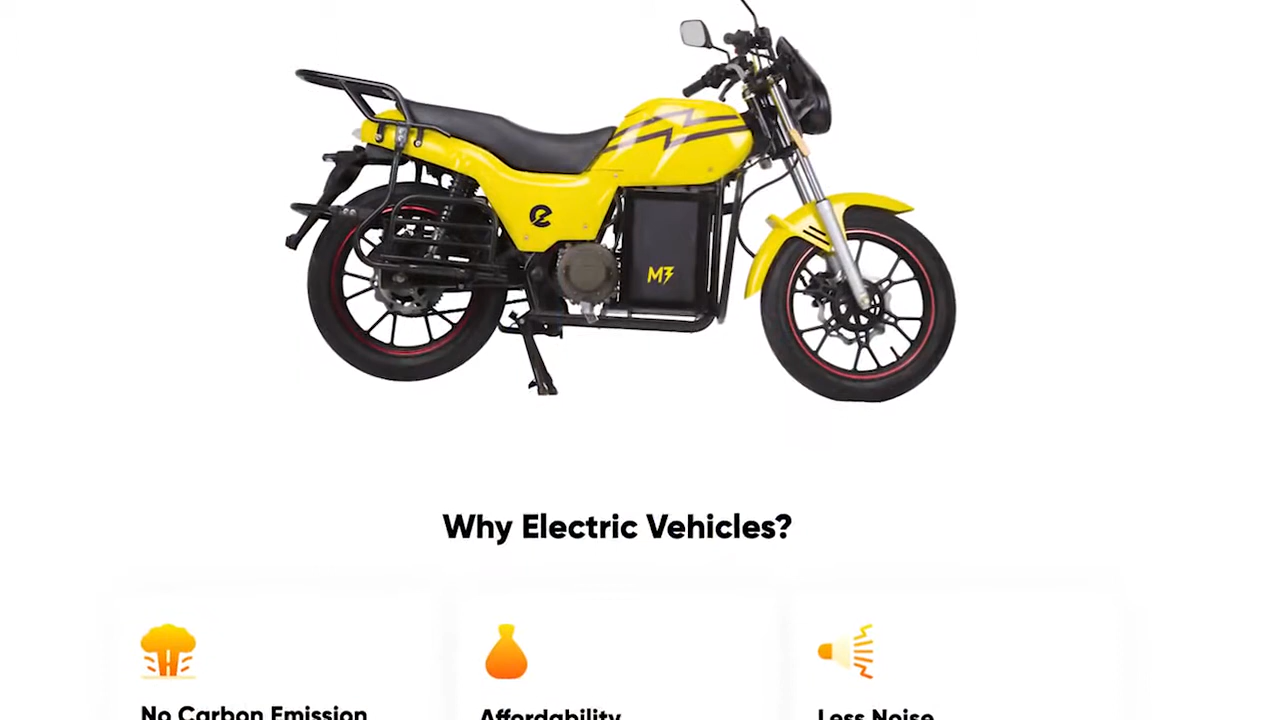 M3
Why Electric Vehicles?
No Carbon Emission
Affordability
Less Noise